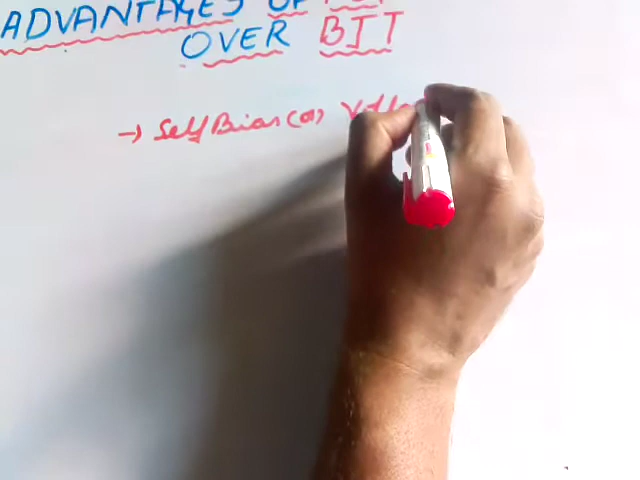 ADVANTAGES OF
OVER BJT
→ Self Bias (or)